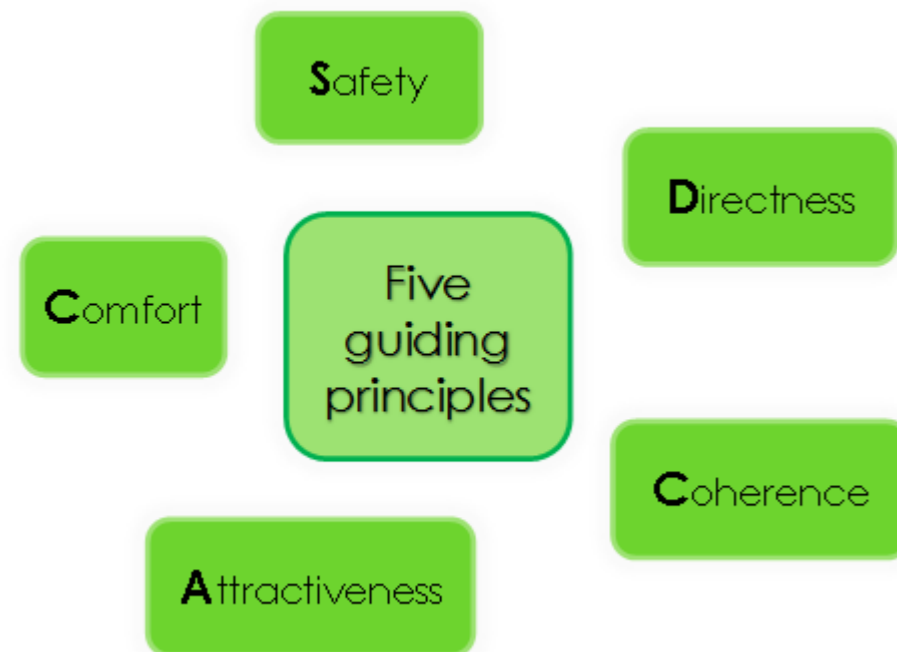 Safety
Directness
Comfort
Five
guiding
principles
Coherence
Attractiveness